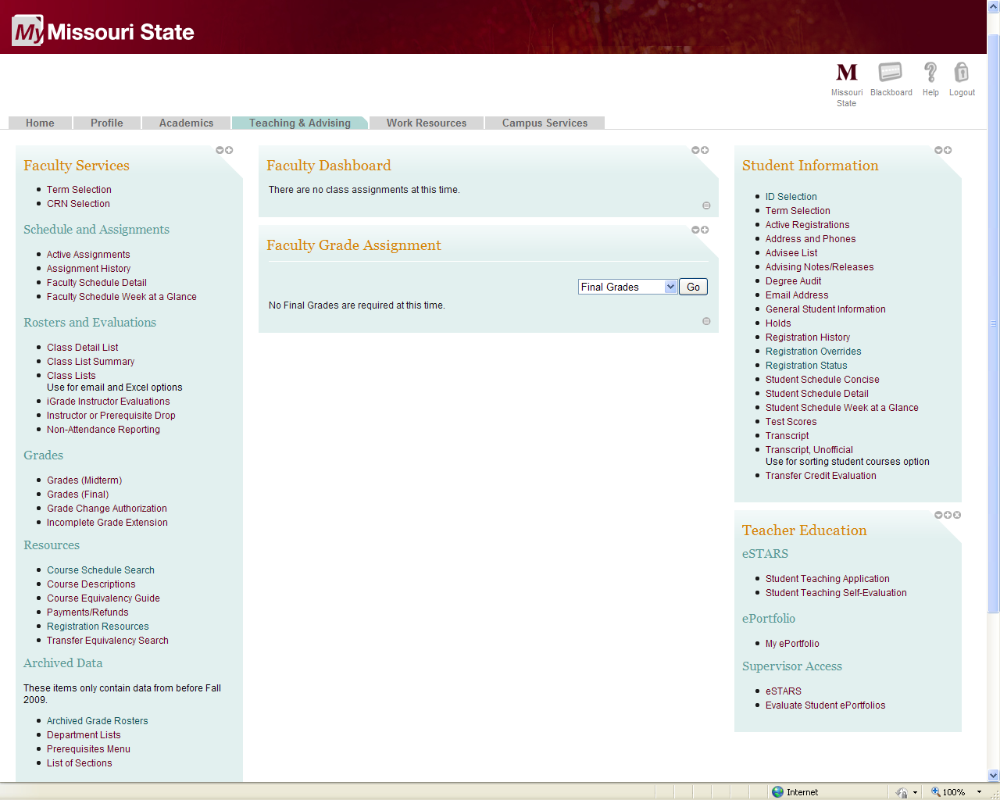 My Missouri State
Missouri
State
Blackboard
Help
Logout
Home
Profile
Academics
Teaching & Advising
Work Resources
Campus Services
Faculty Services
Term Selection
CRN Selection
Schedule and Assignments
Active Assignments
Assignment History
Faculty Schedule Detail
Faculty Schedule Week at a Glance
Rosters and Evaluations
Class Detail List
Class List Summary
Class Lists
Use for email and Excel options
iGrade Instructor Evaluations
Instructor or Prerequisite Drop
Non-Attendance Reporting
Grades
Grades (Midterm)
Grades (Final)
Grade Change Authorization
Incomplete Grade Extension
Resources
Course Schedule Search
Course Descriptions
Course Equivalency Guide
Payments/Refunds
Registration Resources
Transfer Equivalency Search
Archived Data
These items only contain data from before Fall
2009.
Archived Grade Rosters
Department Lists
Prerequisites Menu
List of Sections
Faculty Dashboard
There are no class assignments at this time.
Faculty Grade Assignment
Final Grades
Go
No Final Grades are required at this time.
Student Information
ID Selection
Term Selection
Active Registrations
Address and Phones
Advisee List
Advising Notes/Releases
Degree Audit
Email Address
General Student Information
Holds
Registration History
Registration Overrides
Registration Status
Student Schedule Concise
Student Schedule Detail
Student Schedule Week at a Glance
Test Scores
Transcript
Transcript, Unofficial
Use for sorting student courses option
Transfer Credit Evaluation
Teacher Education
eSTARS
Student Teaching Application
Student Teaching Self-Evaluation
ePortfolio
My ePortfolio
Supervisor Access
eSTARS
Evaluate Student ePortfolios
Internet
100%